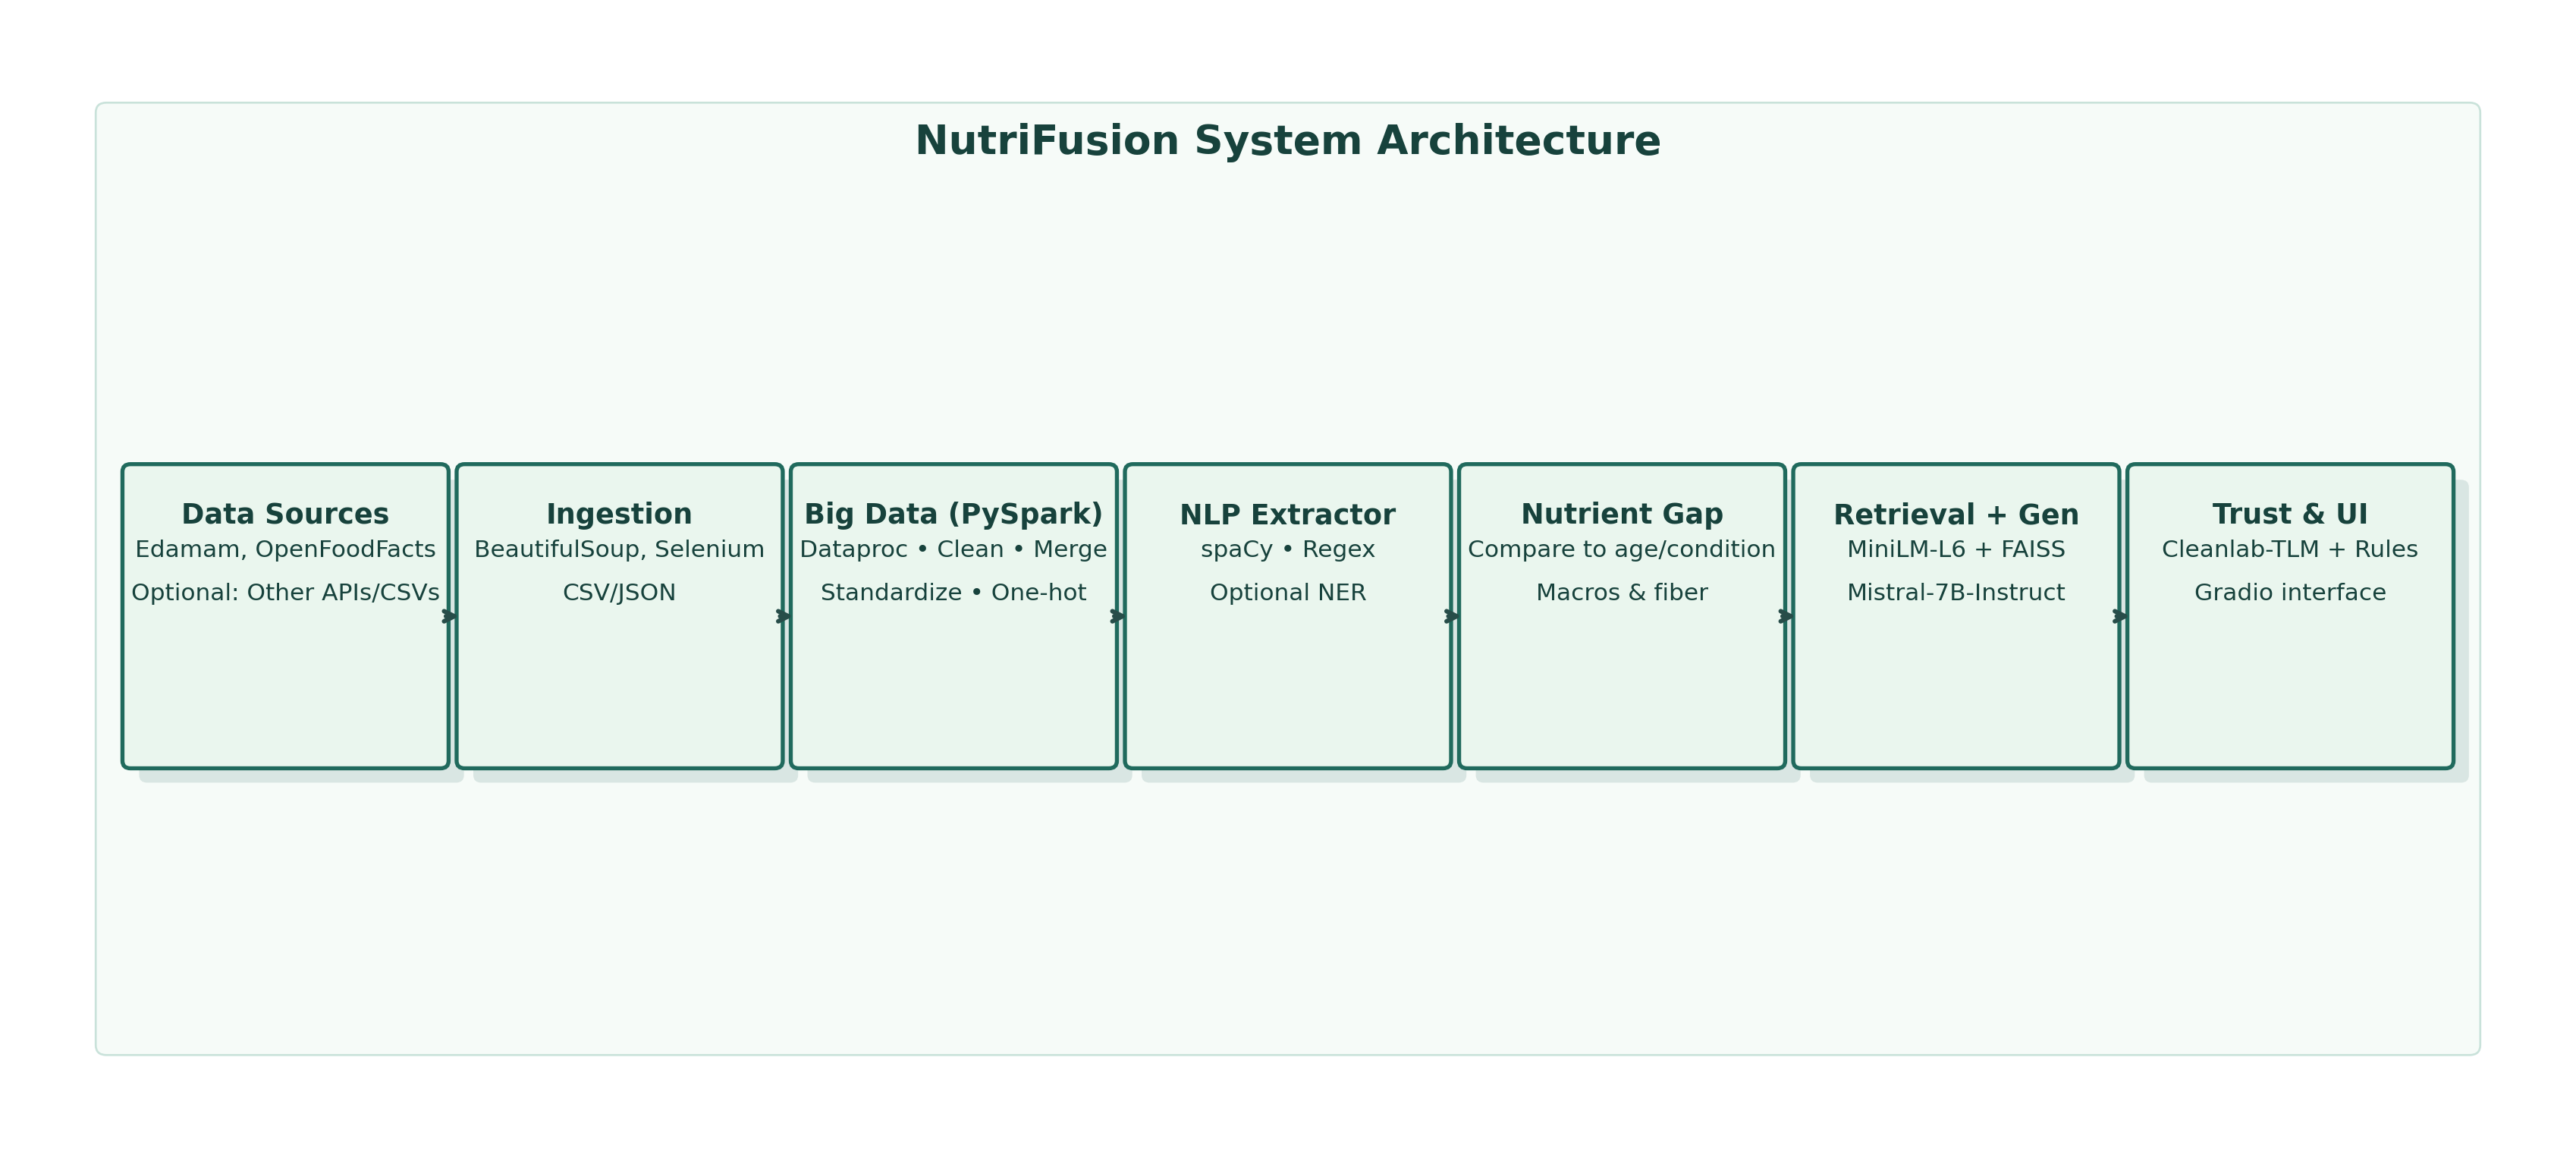 NutriFusion System Architecture
Data Sources
Edamam, OpenFoodFacts
Optional: Other APIs/CSVs
Ingestion
BeautifulSoup, Selenium
CSV/JSON
Big Data (PySpark)
Dataproc • Clean • Merge
Standardize • One-hot
NLP Extractor
spaCy • Regex
Optional NER
Nutrient Gap
Compare to age/condition
Macros & fiber
Retrieval + Gen
MiniLM-L6 + FAISS
Mistral-7B-Instruct
Trust & UI
Cleanlab-TLM + Rules
Gradio interface